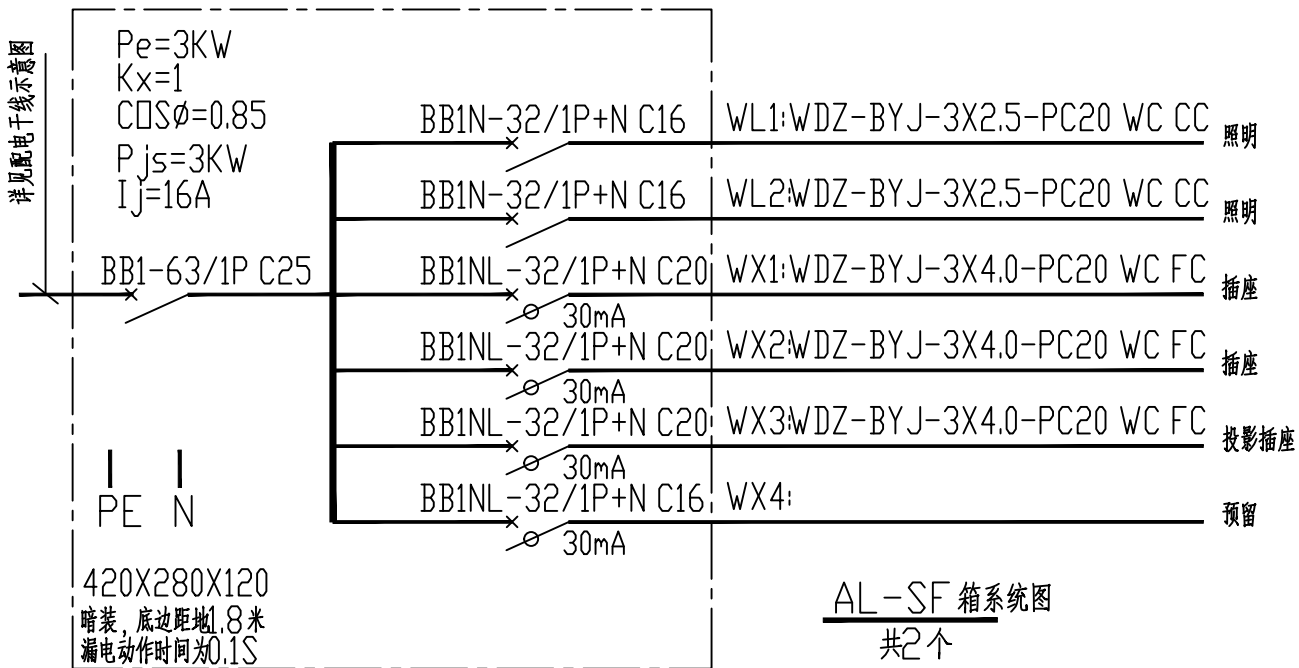 详见配电干线示意图
Pe=3KW
Kx=1
COSø=0.85
Pjs=3KW
Ij=16A
BB1-63/1P C25
BB1N-32/1P+N C16 WL1:WDZ-BYJ-3X2.5-PC20 WC CC 照明
BB1N-32/1P+N C16 WL2:WDZ-BYJ-3X2.5-PC20 WC CC 照明
BB1NL-32/1P+N C20 WX1:WDZ-BYJ-3X4.0-PC20 WC FC 插座
30mA
BB1NL-32/1P+N C20 WX2:WDZ-BYJ-3X4.0-PC20 WC FC 插座
30mA
BB1NL-32/1P+N C20 WX3:WDZ-BYJ-3X4.0-PC20 WC FC 投影插座
30mA
BB1NL-32/1P+N C16 WX4: 预留
30mA
PE N
420X280X120
暗装, 底边距地1.8米
漏电动作时间为0.1S
AL-SF 箱系统图
共2个